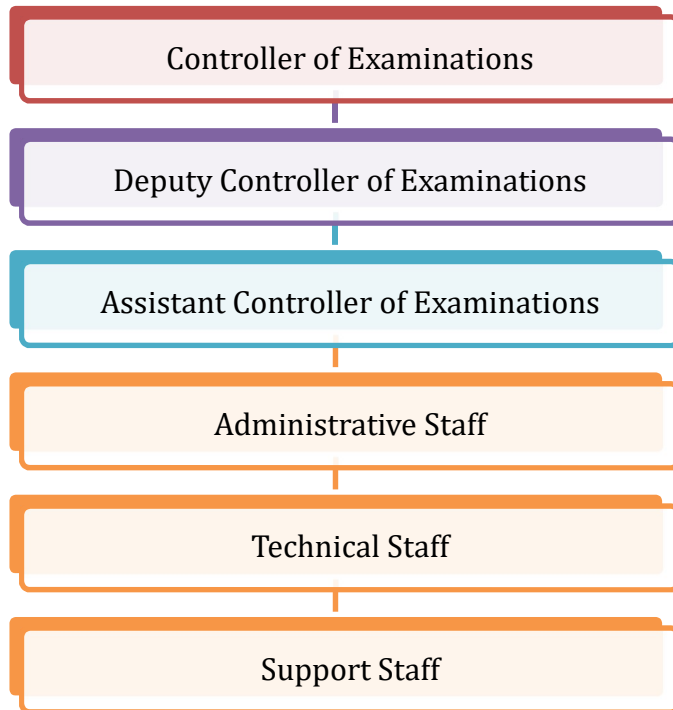 Controller of Examinations
Deputy Controller of Examinations
Assistant Controller of Examinations
Administrative Staff
Technical Staff
Support Staff